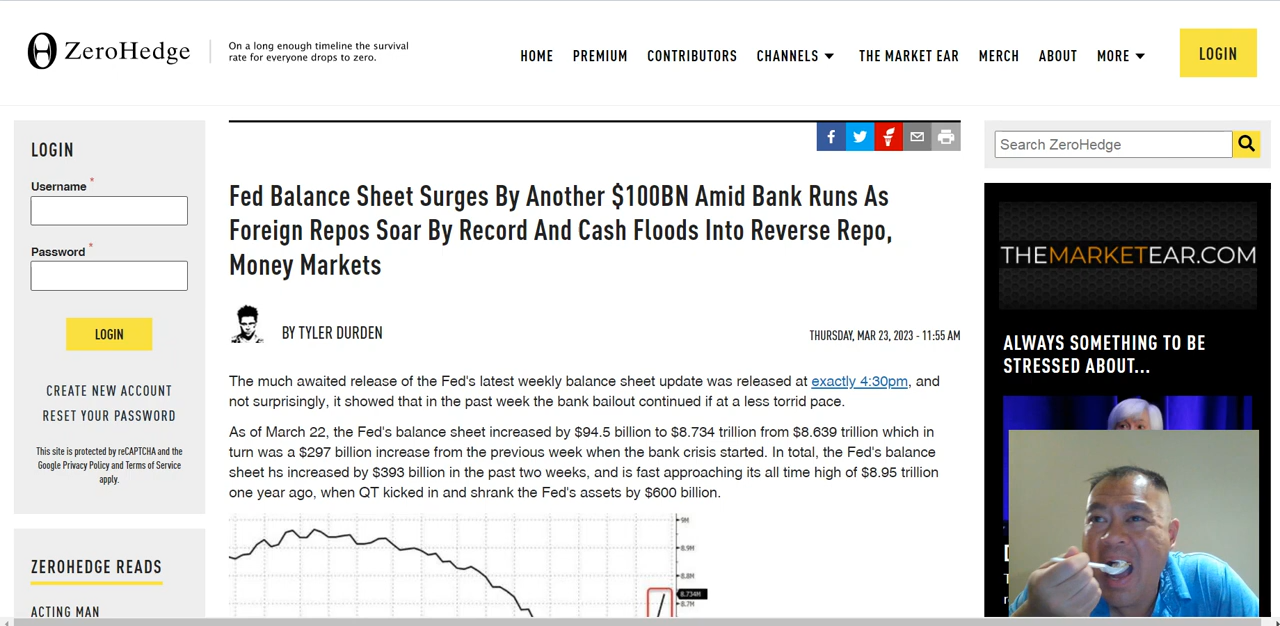 ZeroHedge
On a long enough timeline the survival
rate for everyone drops to zero.
HOME PREMIUM CONTRIBUTORS CHANNELS THE MARKET EAR MERCH ABOUT MORE LOGIN
LOGIN
Username *
Password *
LOGIN
CREATE NEW ACCOUNT
RESET YOUR PASSWORD
This site is protected by reCAPTCHA and the
Google Privacy Policy and Terms of Service
apply.
ZEROHEDGE READS
ACTING MAN
Fed Balance Sheet Surges By Another $100BN Amid Bank Runs As
Foreign Repos Soar By Record And Cash Floods Into Reverse Repo,
Money Markets
BY TYLER DURDEN
THURSDAY, MAR 23, 2023 - 11:55 AM
The much awaited release of the Fed's latest weekly balance sheet update was released at exactly 4:30pm, and
not surprisingly, it showed that in the past week the bank bailout continued if at a less torrid pace.
As of March 22, the Fed's balance sheet increased by $94.5 billion to $8.734 trillion from $8.639 trillion which in
turn was a $297 billion increase from the previous week when the bank crisis started. In total, the Fed's balance
sheet hs increased by $393 billion in the past two weeks, and is fast approaching its all time high of $8.95 trillion
one year ago, when QT kicked in and shrank the Fed's assets by $600 billion.
9M
8.9M
8.8M
8.734M
8.7M
Search ZeroHedge
THEMARKETEAR.COM
ALWAYS SOMETHING TO BE
STRESSED ABOUT...